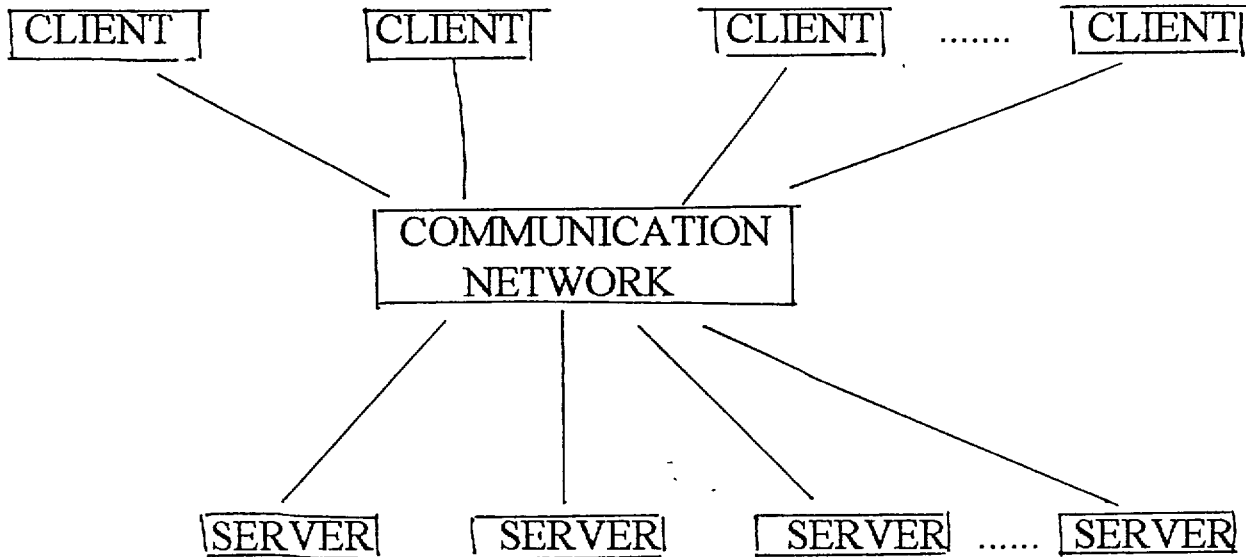 CLIENT CLIENT CLIENT ....... CLIENT
COMMUNICATION
NETWORK
SERVER SERVER SERVER ...... SERVER